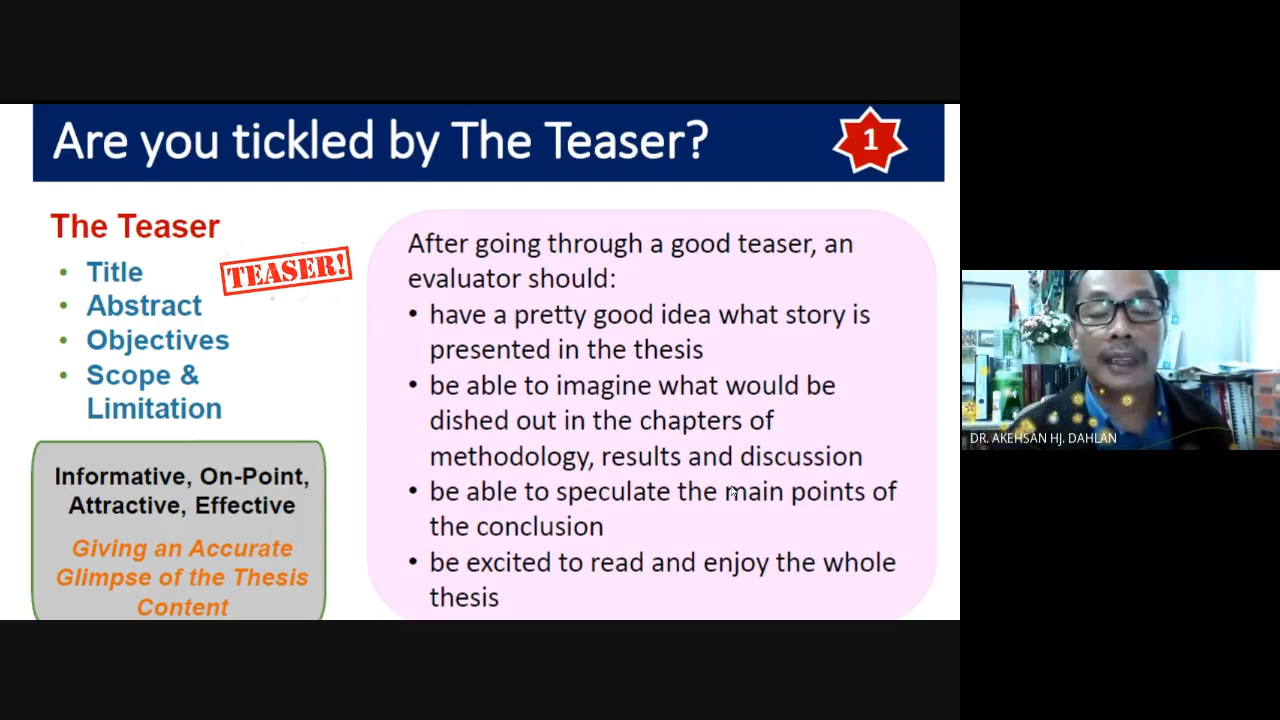 Are you tickled by The Teaser?
1
The Teaser
• Title
• Abstract
• Objectives
• Scope &
Limitation
TEASER!
Informative, On-Point,
Attractive, Effective
Giving an Accurate
Glimpse of the Thesis
Content
After going through a good teaser, an
evaluator should:
• have a pretty good idea what story is
presented in the thesis
• be able to imagine what would be
dished out in the chapters of
methodology, results and discussion
• be able to speculate the main points of
the conclusion
• be excited to read and enjoy the whole
thesis
DR. AKEHSAN HJ. DAHLAN